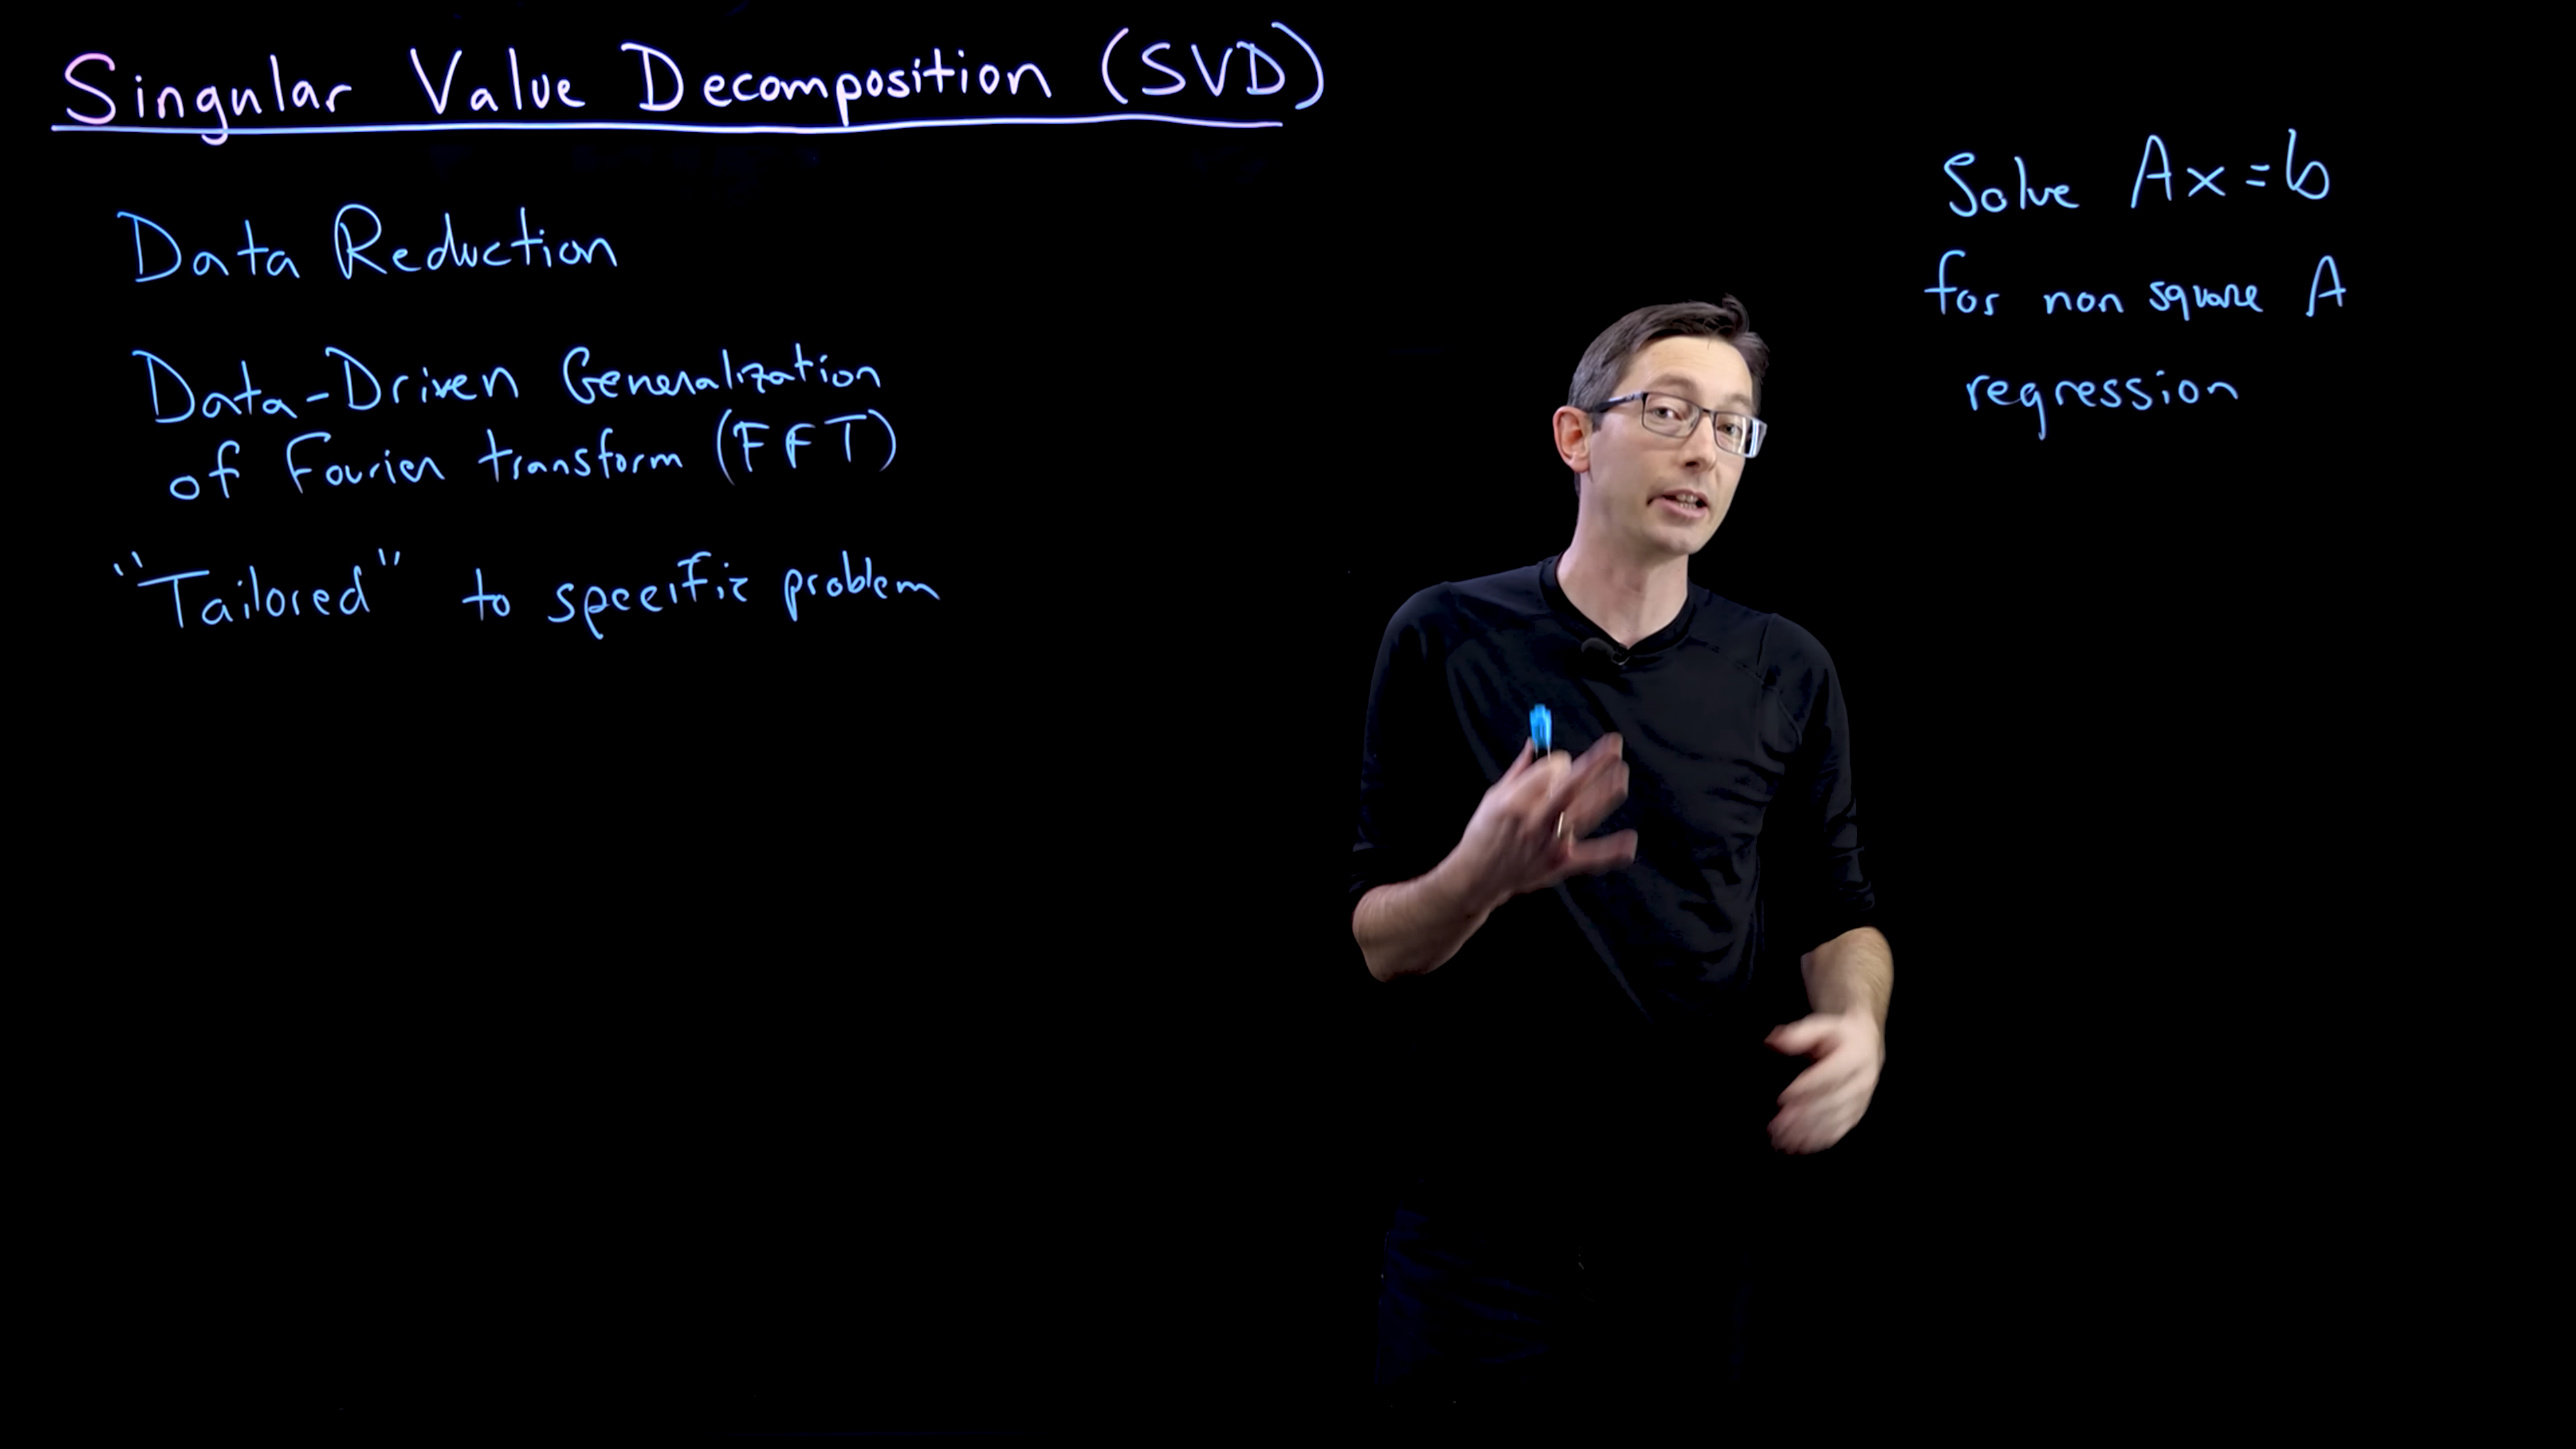 Singular Value Decomposition (SVD)
Data Reduction
Data-Driven Generalization
of Fourier transform (FFT)
"Tailored" to specific problem
Solve Ax=b
for non square A
regression